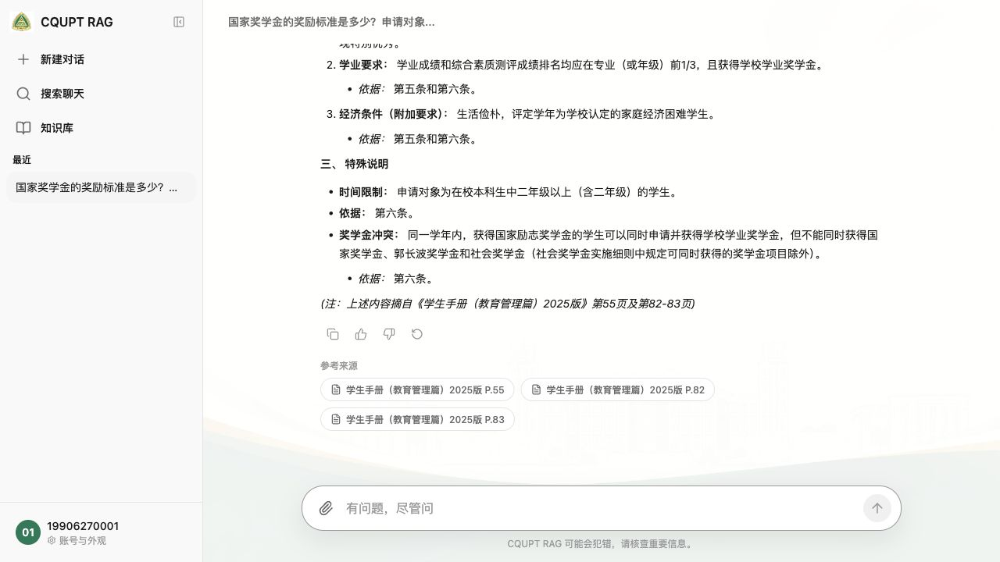 CQUPT RAG
新建对话
搜索聊天
知识库
最近
国家奖学金的奖励标准是多少？...
19906270001
01
账号与外观
国家奖学金的奖励标准是多少？申请对象...
现特别优秀。
2. 学业要求： 学业成绩和综合素质测评成绩排名均应在专业（或年级）前1/3，且获得学校学业奖学金。
• 依据： 第五条和第六条。
3. 经济条件（附加要求）： 生活俭朴，评定学年为学校认定的家庭经济困难学生。
• 依据： 第五条和第六条。
三、 特殊说明
• 时间限制： 申请对象为在校本科生中二年级以上（含二年级）的学生。
• 依据： 第六条。
• 奖学金冲突： 同一学年内，获得国家励志奖学金的学生可以同时申请并获得学校学业奖学金，但不能同时获得国
家奖学金、郭长波奖学金和社会奖学金（社会奖学金实施细则中规定可同时获得的奖学金项目除外）。
• 依据： 第六条。
(注：上述内容摘自《学生手册（教育管理篇）2025版》第55页及第82-83页)
参考来源
学生手册（教育管理篇）2025版 P.55
学生手册（教育管理篇）2025版 P.82
学生手册（教育管理篇）2025版 P.83
有问题，尽管问
CQUPT RAG 可能会犯错，请核查重要信息。